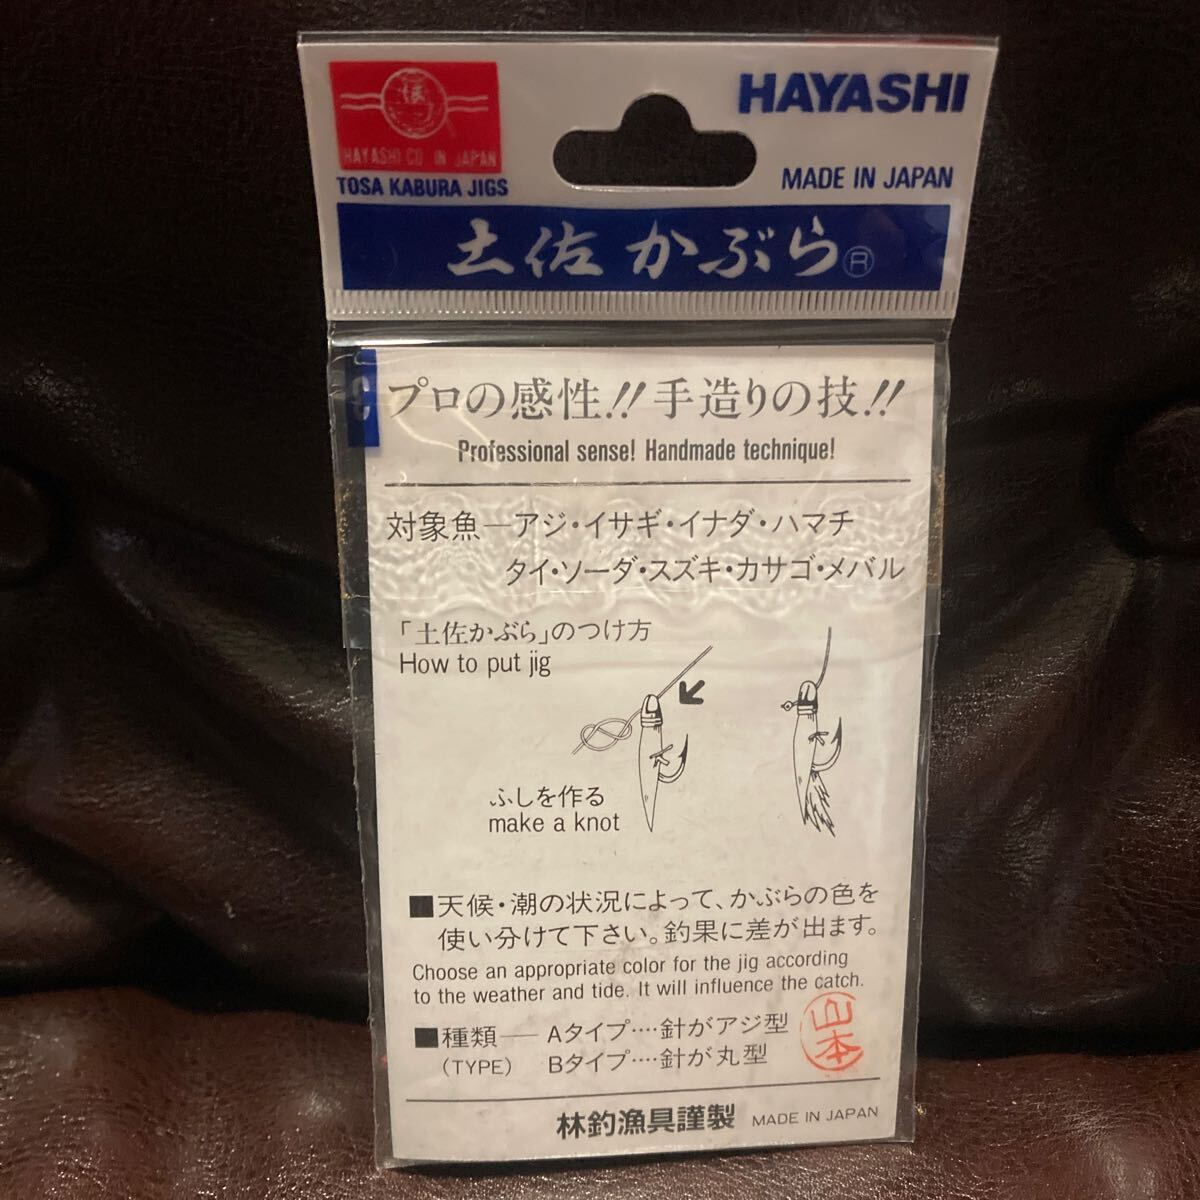 HAYASHI CO IN JAPAN
TOSA KABURA JIGS
HAYASHI
MADE IN JAPAN
土佐かぶら®
C
プロの感性!!手造りの技!!
Professional sense! Handmade technique!
対象魚―アジ・イサギ・イナダ・ハマチ
タイ・ソーダ・スズキ・カサゴ・メバル
「土佐かぶら」のつけ方
How to put jig
ふしを作る
make a knot
■天候・潮の状況によって、かぶらの色を
使い分けて下さい。釣果に差が出ます。
Choose an appropriate color for the jig according
to the weather and tide. It will influence the catch.
■種類― Aタイプ‥‥針がアジ型
(TYPE) Bタイプ‥‥針が丸型
山本
林釣漁具謹製 MADE IN JAPAN